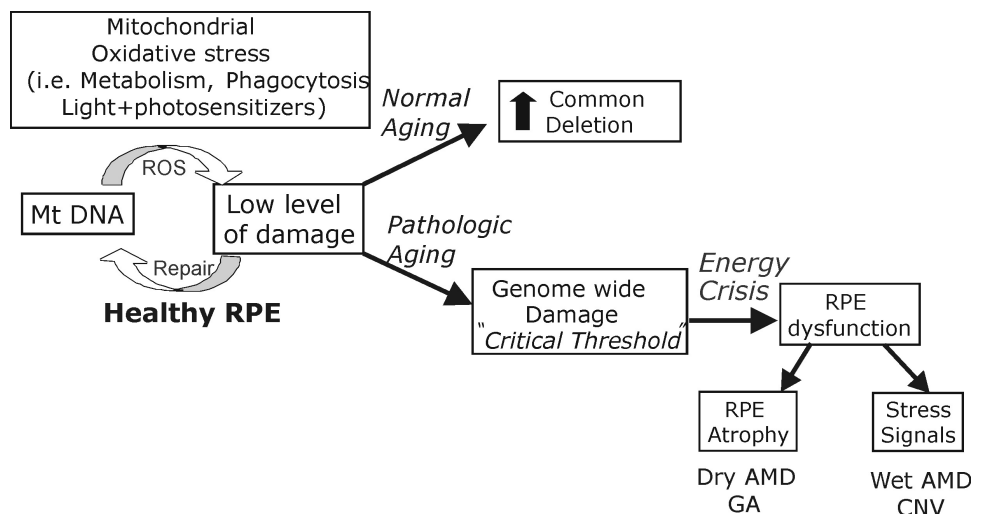 Mitochondrial
Oxidative stress
(i.e. Metabolism, Phagocytosis
Light+photosensitizers)
Normal
Aging
Common
Deletion
ROS
Mt DNA
Low level
of damage
Repair
Healthy RPE
Pathologic
Aging
Genome wide
Damage
"Critical Threshold"
Energy
Crisis
RPE
dysfunction
RPE
Atrophy
Stress
Signals
Dry AMD
GA
Wet AMD
CNV